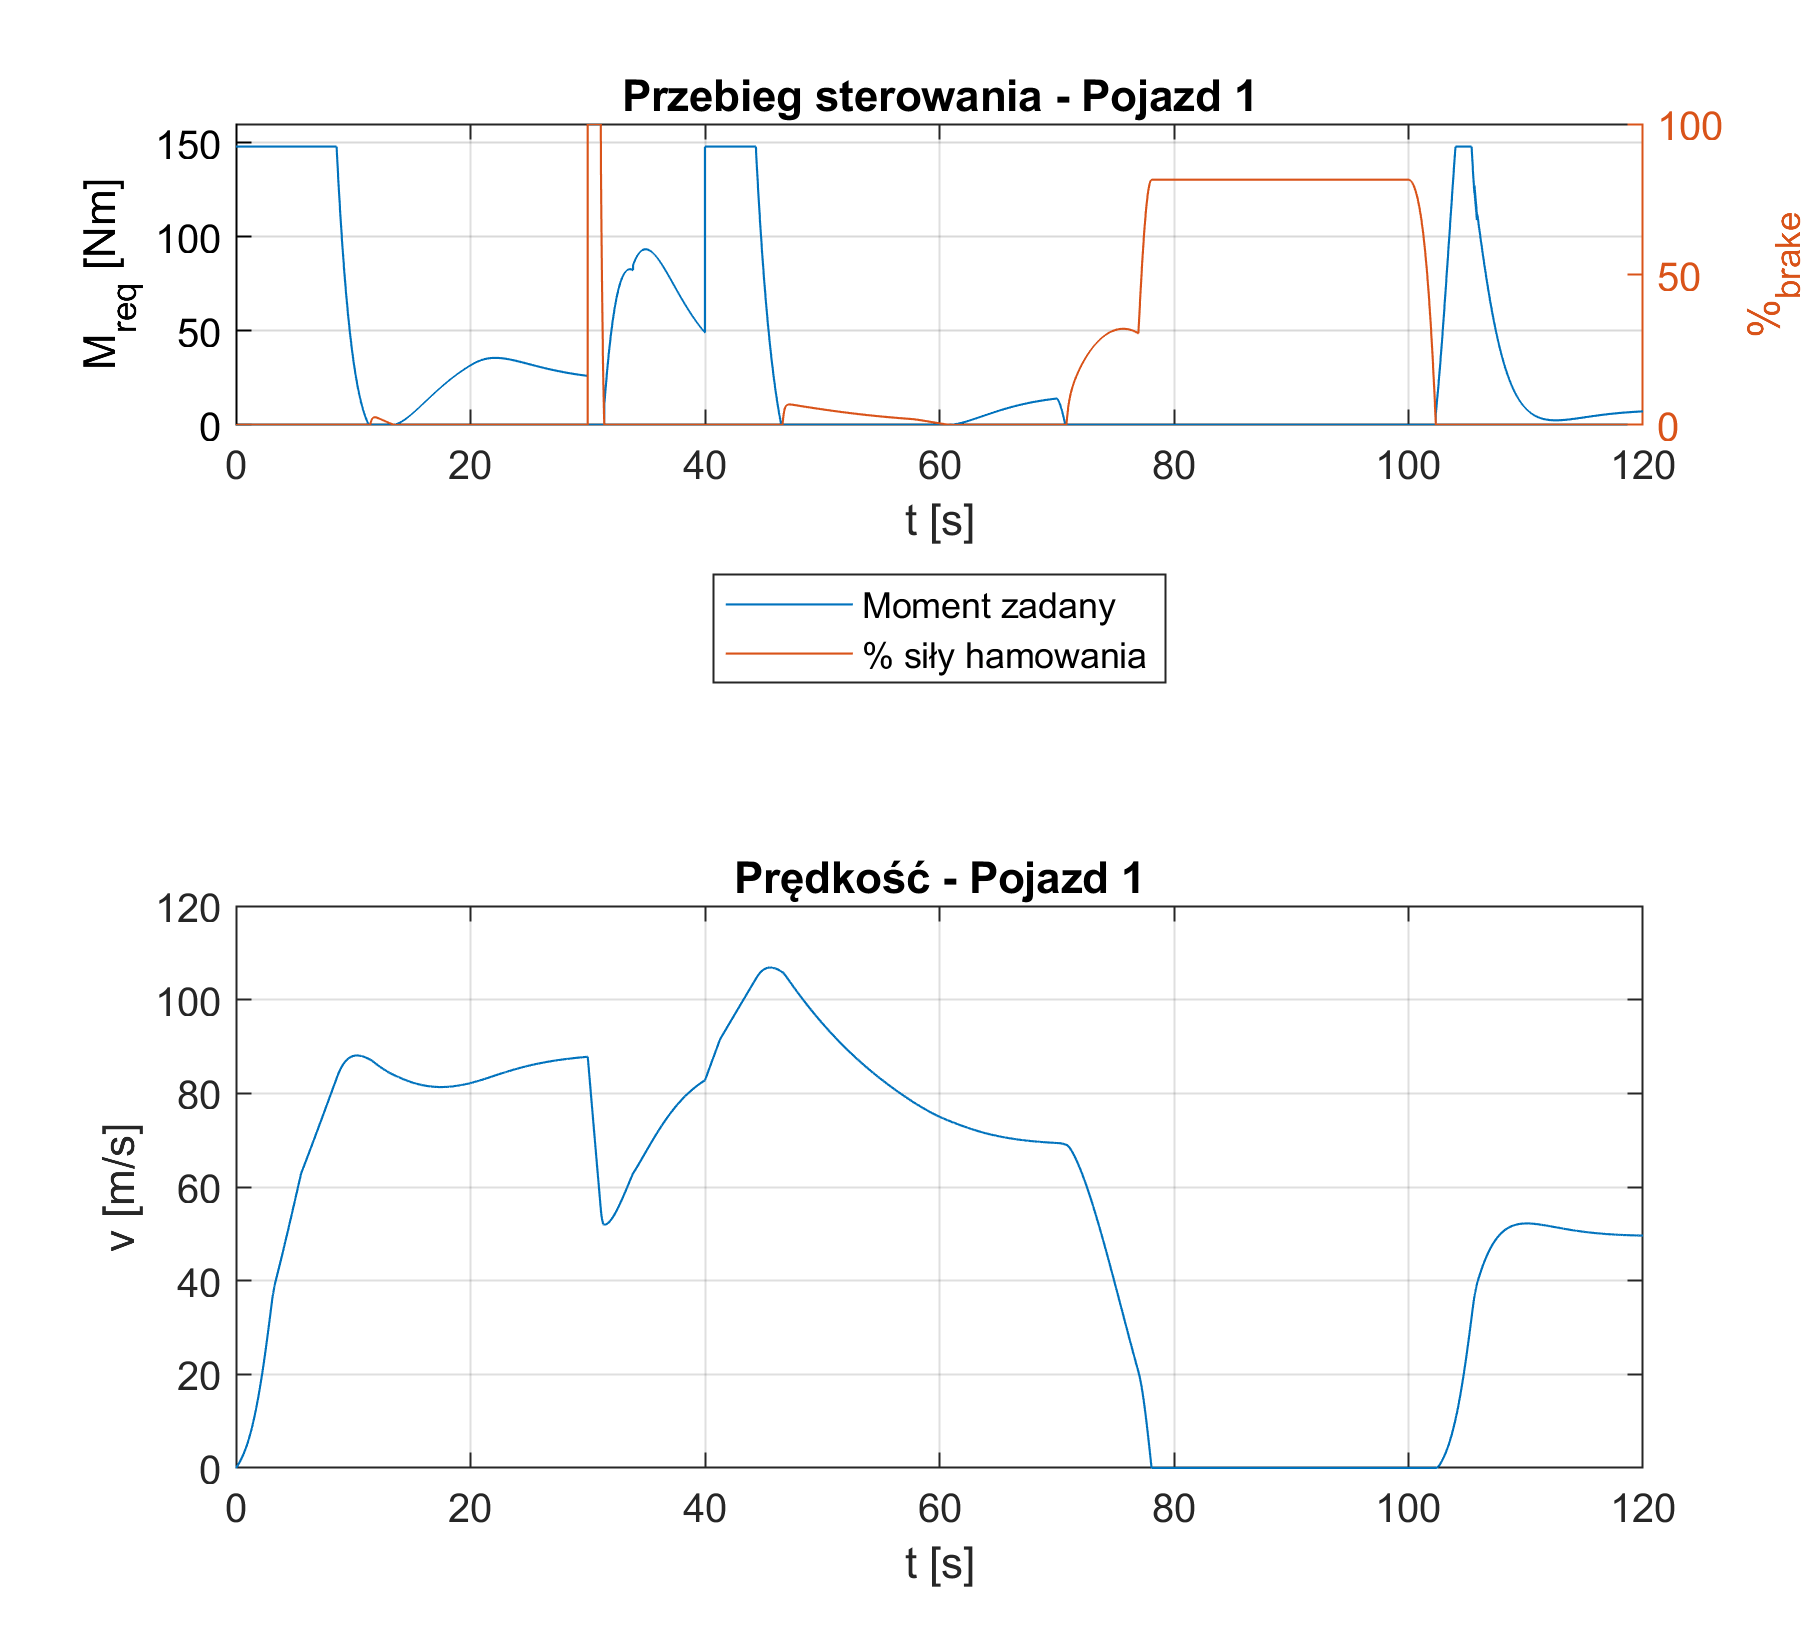 Przebieg sterowania - Pojazd 1
150
100
50
0
M_req [Nm]
100
50
0
%_brake
0 20 40 60 80 100 120
t [s]
Moment zadany
% siły hamowania
Prędkość - Pojazd 1
120
100
80
60
40
20
0
v [m/s]
0 20 40 60 80 100 120
t [s]